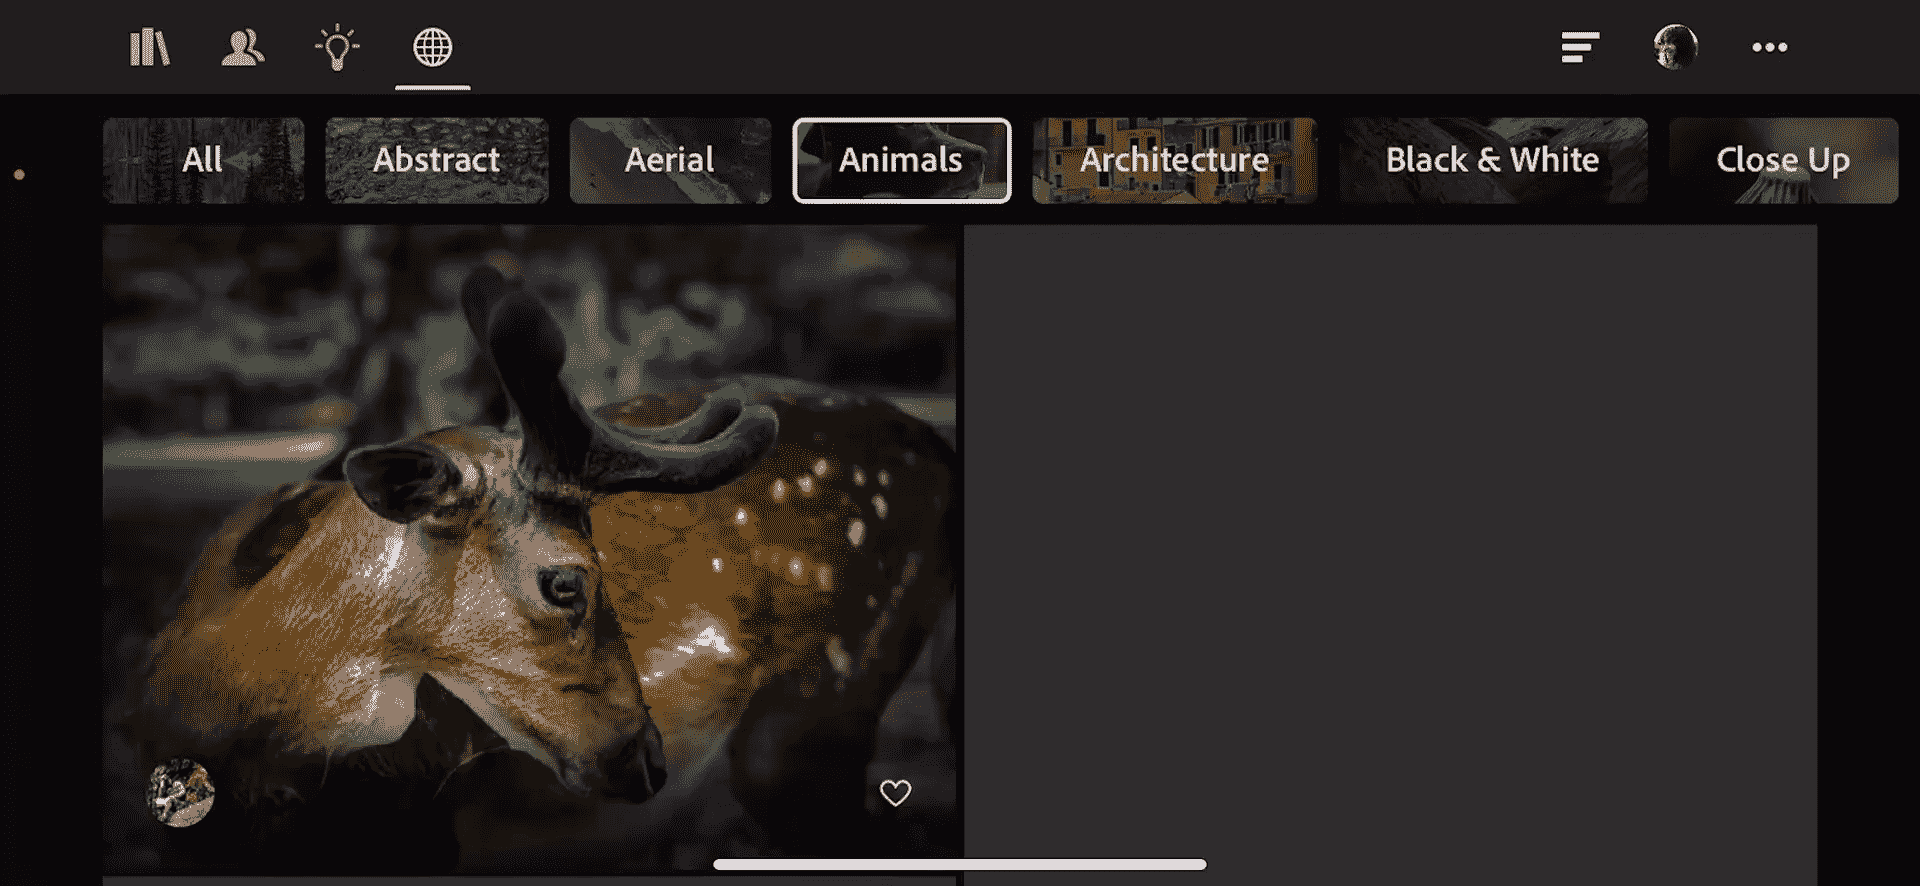 All
Abstract
Aerial
Animals
Architecture
Black & White
Close Up